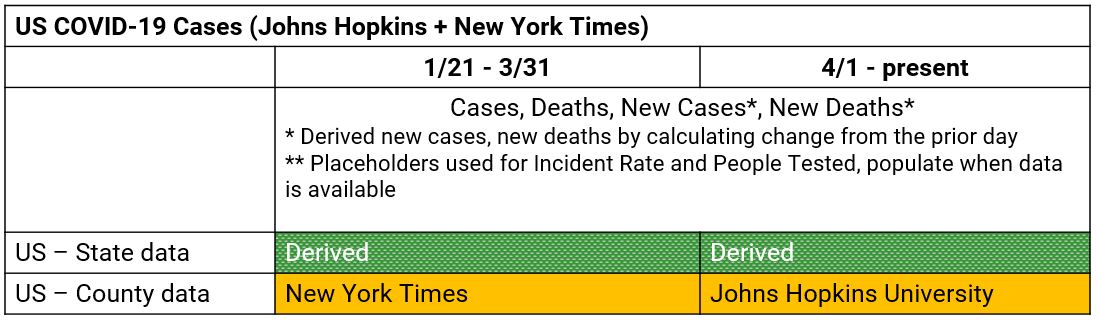 US COVID-19 Cases (Johns Hopkins + New York Times)
1/21 - 3/31
4/1 - present
Cases, Deaths, New Cases*, New Deaths*
* Derived new cases, new deaths by calculating change from the prior day
** Placeholders used for Incident Rate and People Tested, populate when data
is available
US – State data
Derived
Derived
US – County data
New York Times
Johns Hopkins University